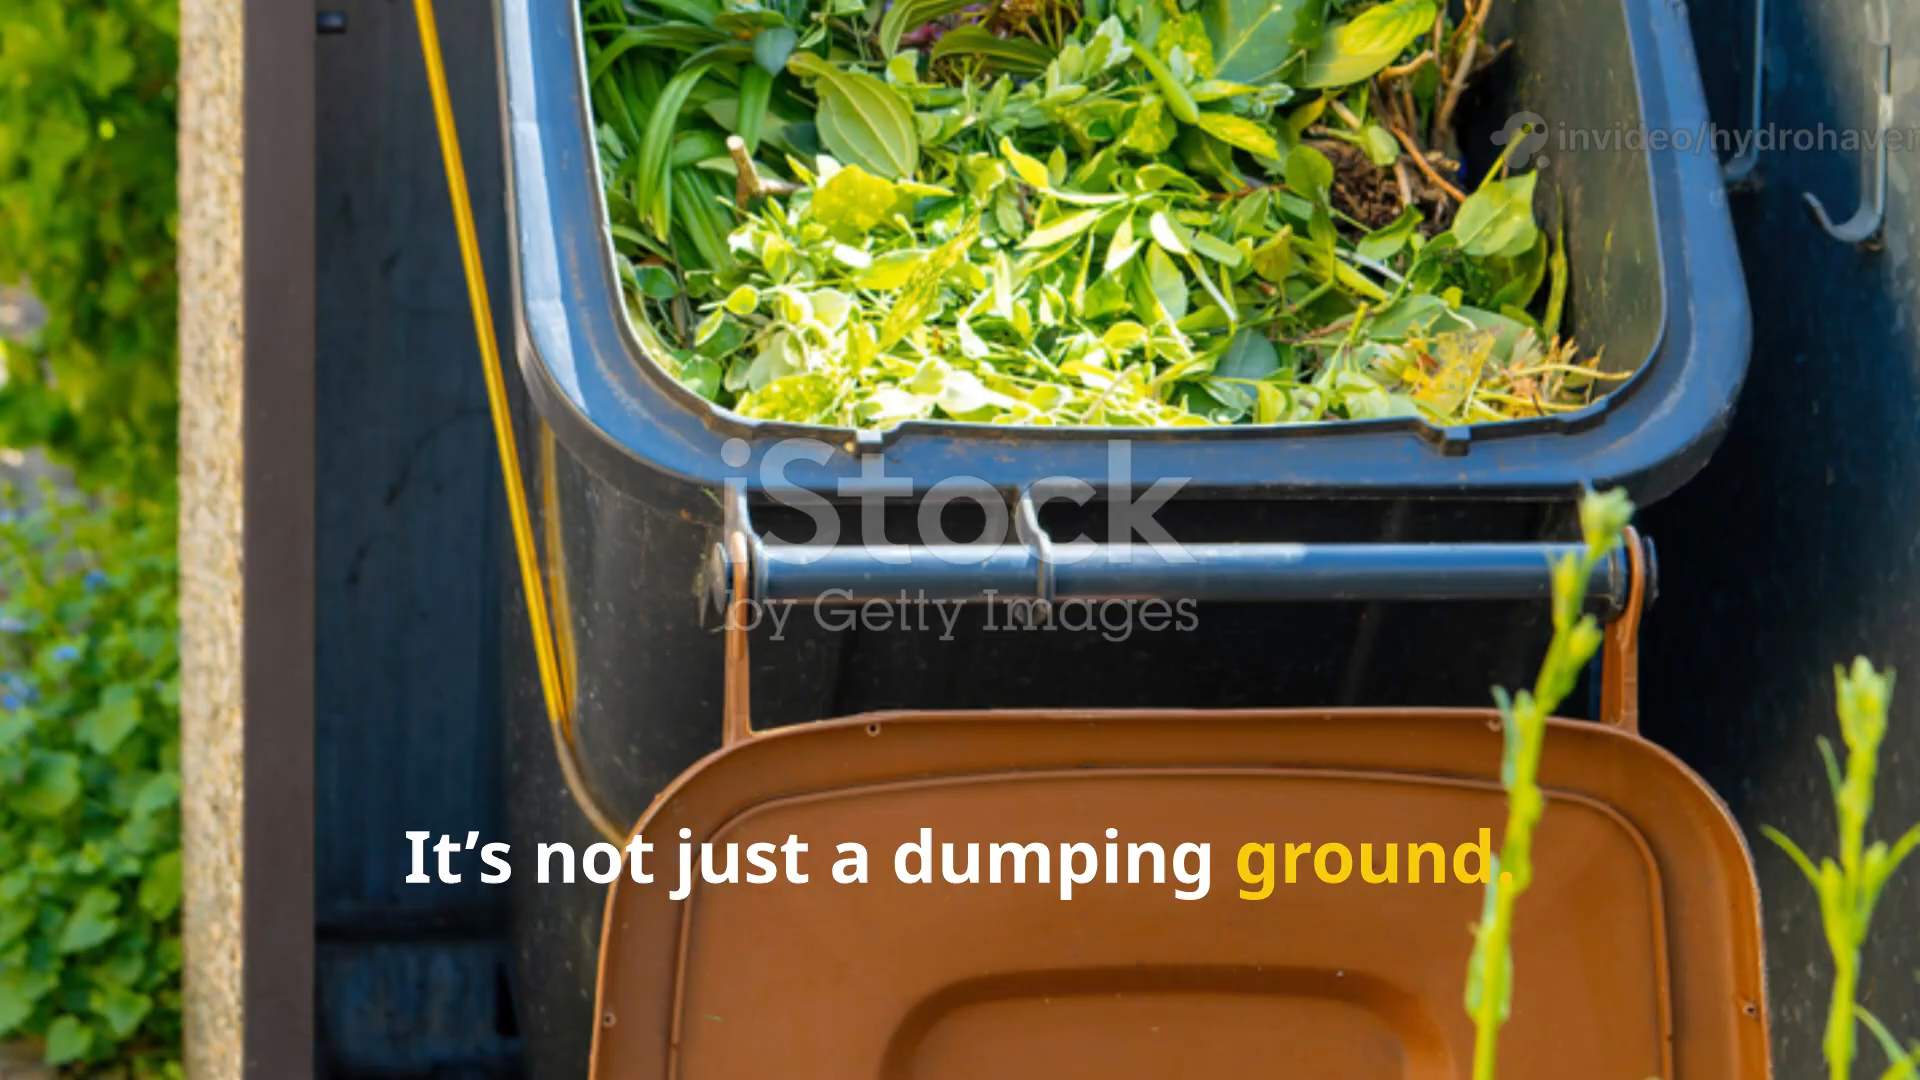 invideo/hydrohaven
iStock
by Getty Images
It’s not just a dumping ground.